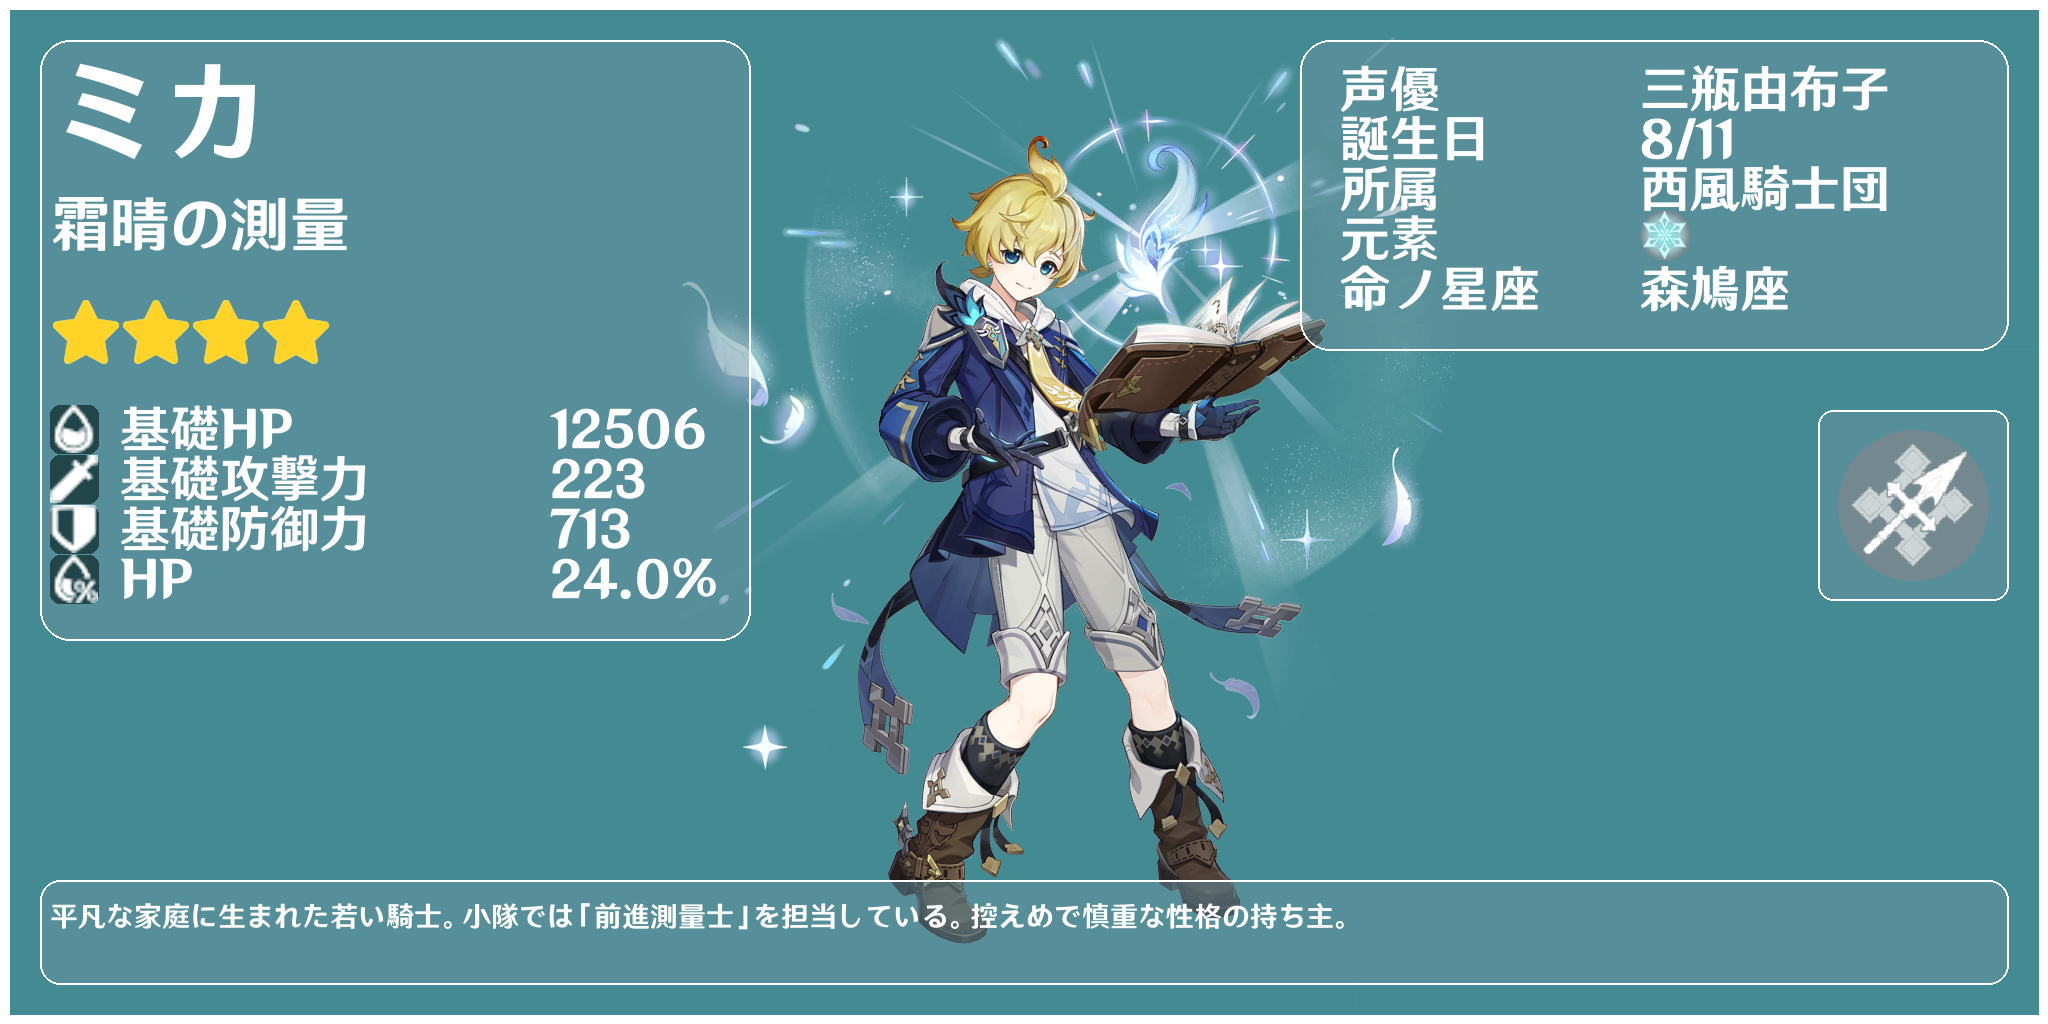 ミカ
霜晴の測量
基礎HP 12506
基礎攻撃力 223
基礎防御力 713
HP 24.0%
声優 三瓶由布子
誕生日 8/11
所属 西風騎士団
元素
命ノ星座 森鳩座
平凡な家庭に生まれた若い騎士。小隊では「前進測量士」を担当している。控えめで慎重な性格の持ち主。